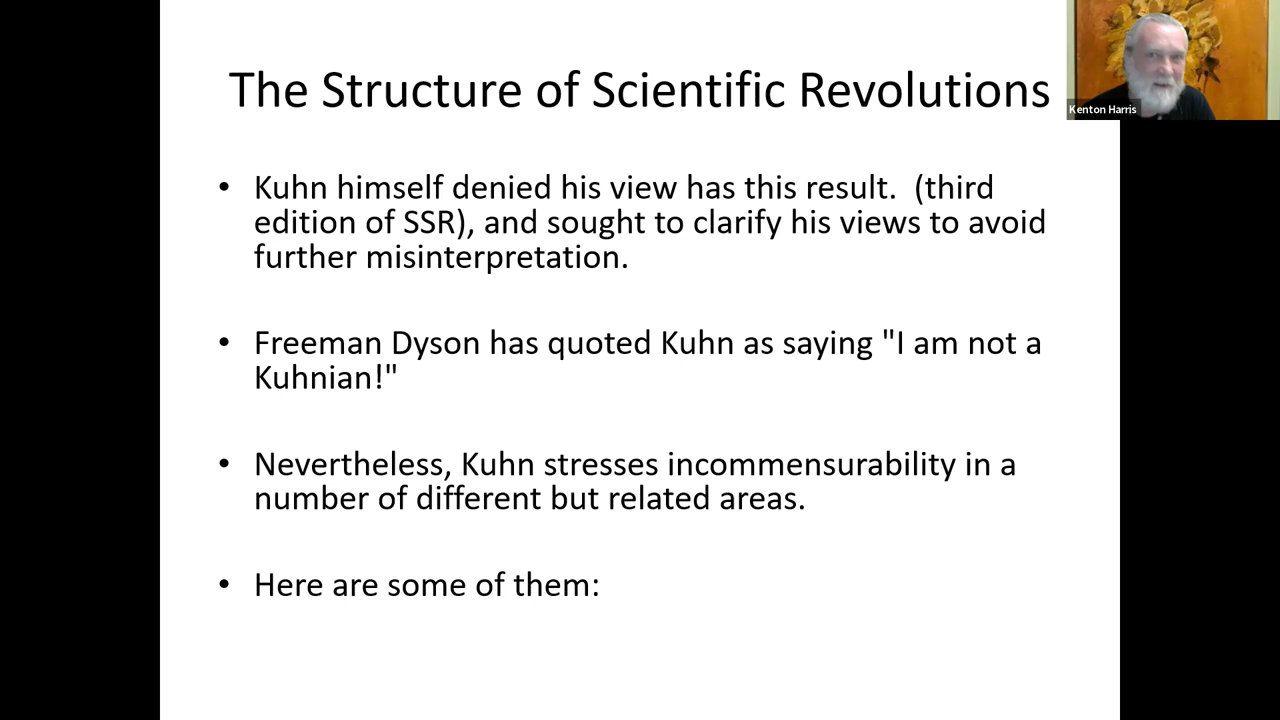 The Structure of Scientific Revolutions
Kenton Harris
• Kuhn himself denied his view has this result.  (third
edition of SSR), and sought to clarify his views to avoid
further misinterpretation.
• Freeman Dyson has quoted Kuhn as saying "I am not a
Kuhnian!"
• Nevertheless, Kuhn stresses incommensurability in a
number of different but related areas.
• Here are some of them: